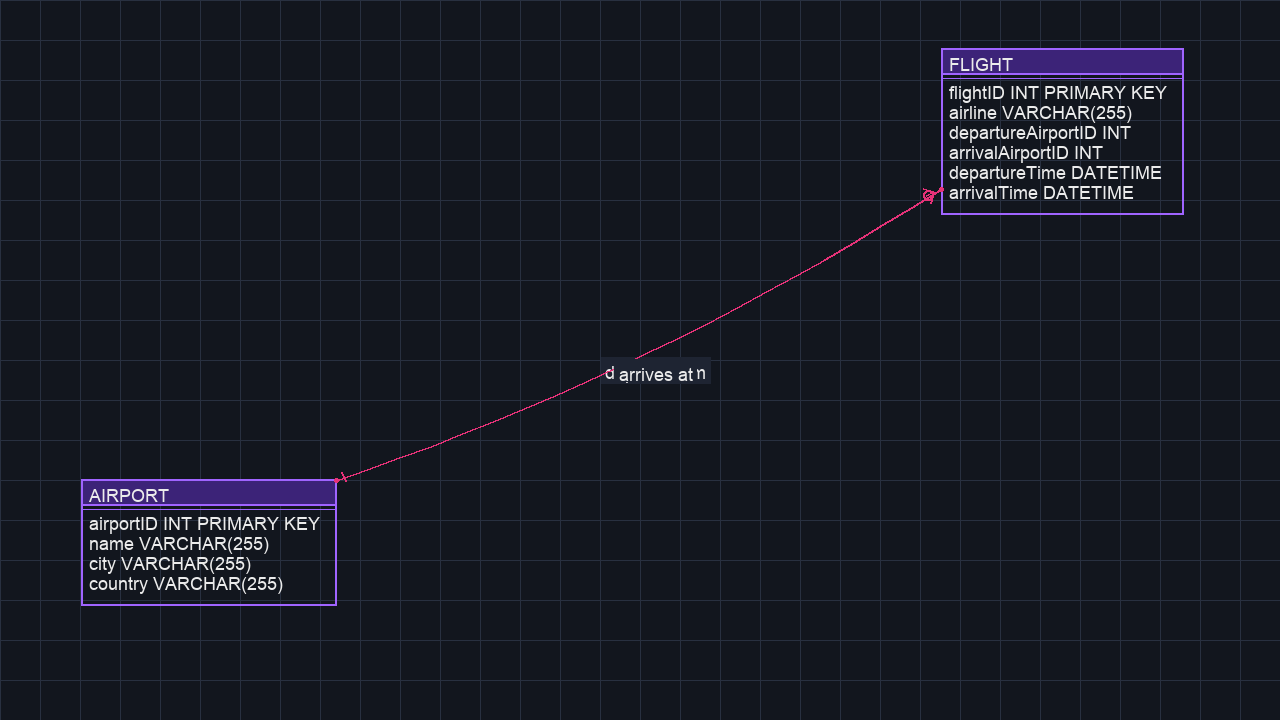 FLIGHT
flightID INT PRIMARY KEY
airline VARCHAR(255)
departureAirportID INT
arrivalAirportID INT
departureTime DATETIME
arrivalTime DATETIME
arrives at
AIRPORT
airportID INT PRIMARY KEY
name VARCHAR(255)
city VARCHAR(255)
country VARCHAR(255)